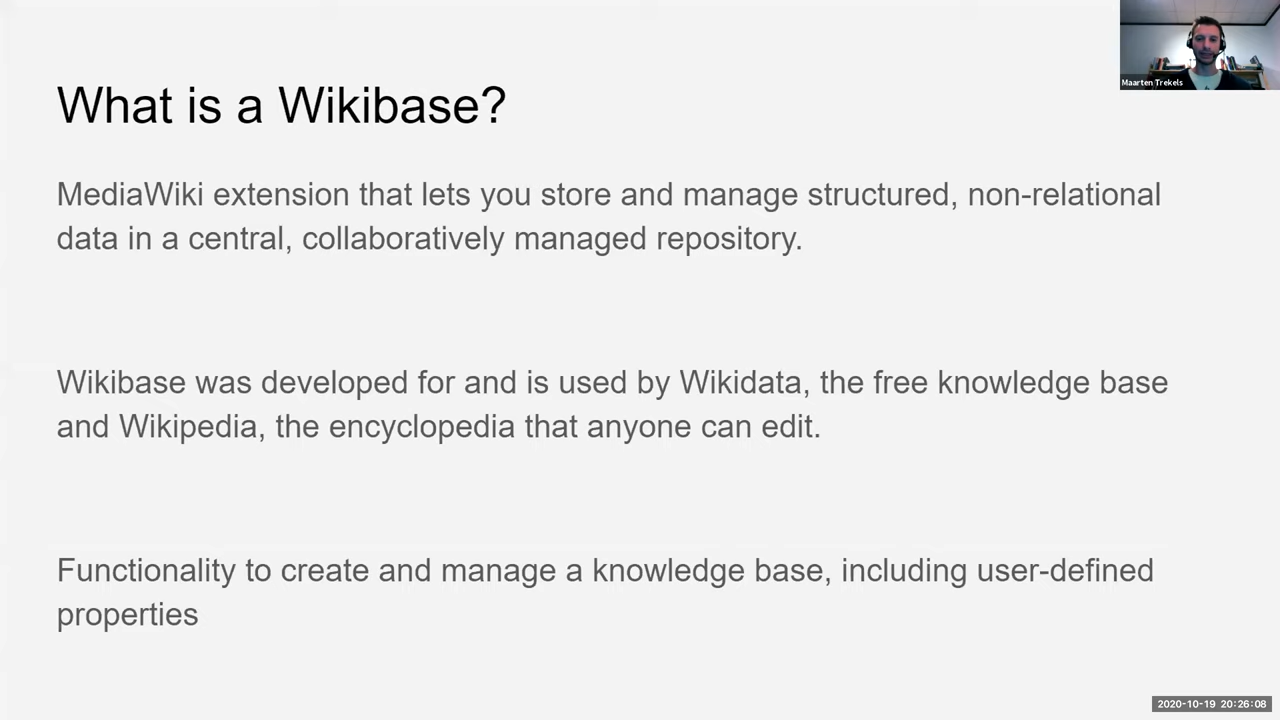 What is a Wikibase?
Maarten Trekels
MediaWiki extension that lets you store and manage structured, non-relational
data in a central, collaboratively managed repository.
Wikibase was developed for and is used by Wikidata, the free knowledge base
and Wikipedia, the encyclopedia that anyone can edit.
Functionality to create and manage a knowledge base, including user-defined
properties
2020-10-19 20:26:08